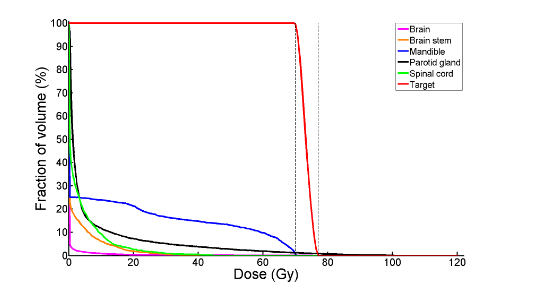 100
90
80
70
60
50
40
30
20
10
0
Fraction of volume (%)
0 20 40 60 80 100 120
Dose (Gy)
Brain
Brain stem
Mandible
Parotid gland
Spinal cord
Target